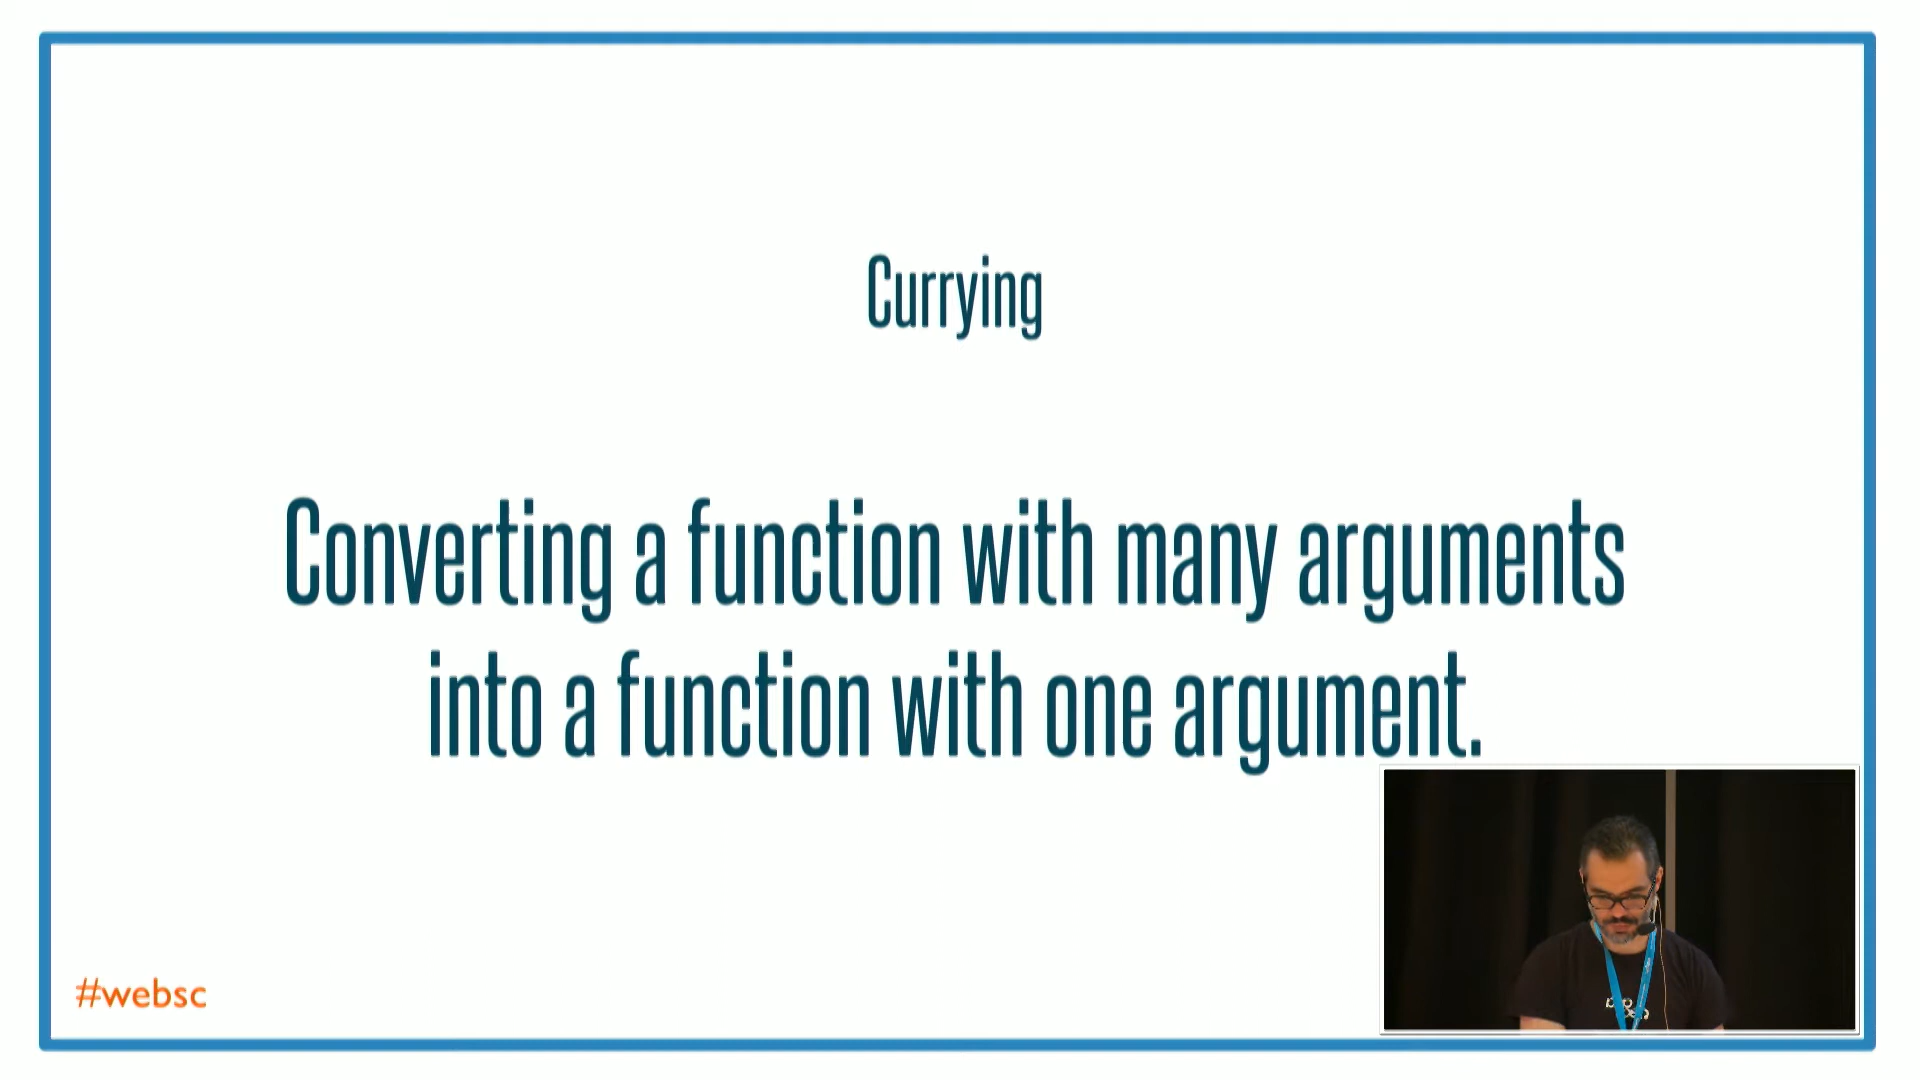 Currying
Converting a function with many arguments
into a function with one argument.
#websc